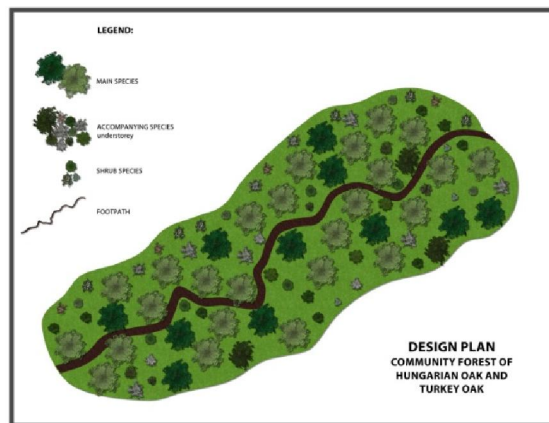 LEGEND:
MAIN SPECIES
ACCOMPANYING SPECIES
understorey
SHRUB SPECIES
FOOTPATH
DESIGN PLAN
COMMUNITY FOREST OF
HUNGARIAN OAK AND
TURKEY OAK